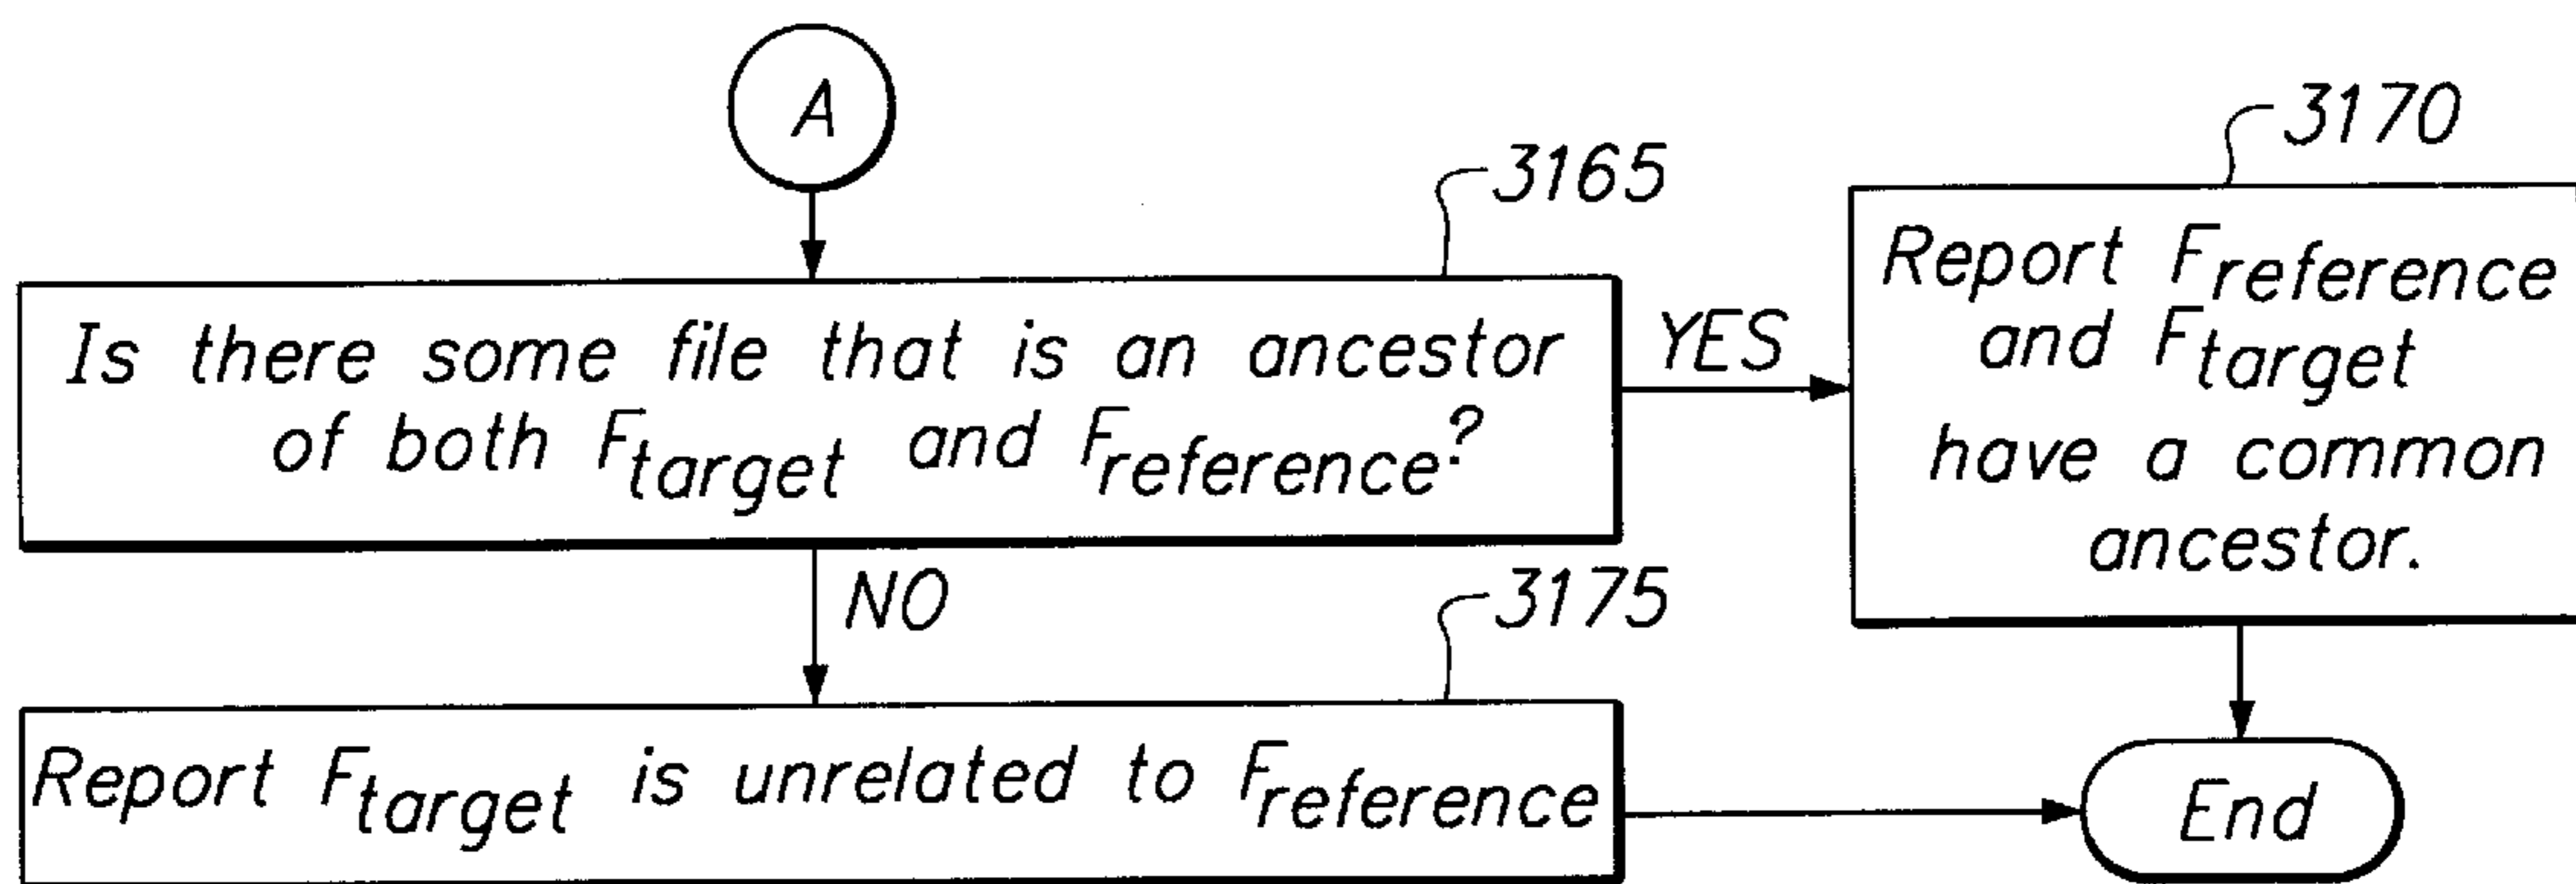 A
3165
Is there some file that is an ancestor
of both Ftarget and Freference?
YES
3170
Report Freference
and Ftarget
have a common
ancestor.
NO
3175
Report Ftarget is unrelated to Freference
End